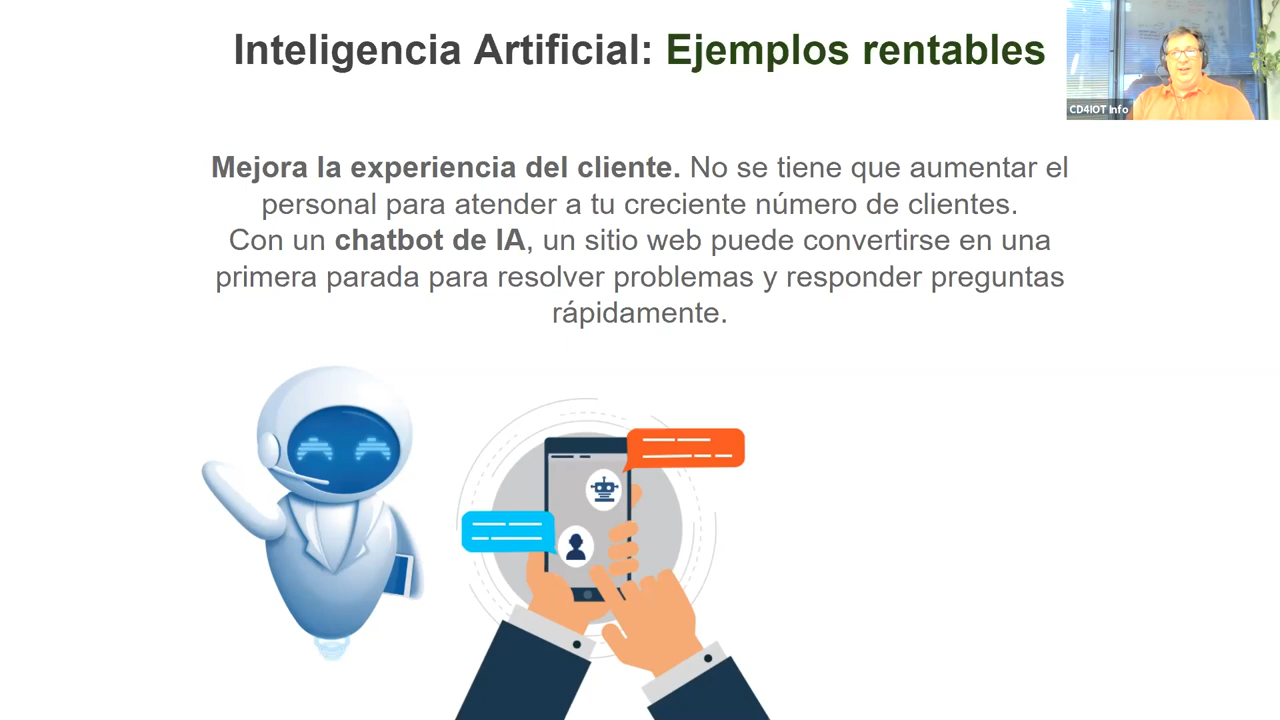 Inteligencia Artificial: Ejemplos rentables
CD4IOT Info
Mejora la experiencia del cliente. No se tiene que aumentar el
personal para atender a tu creciente número de clientes.
Con un chatbot de IA, un sitio web puede convertirse en una
primera parada para resolver problemas y responder preguntas
rápidamente.